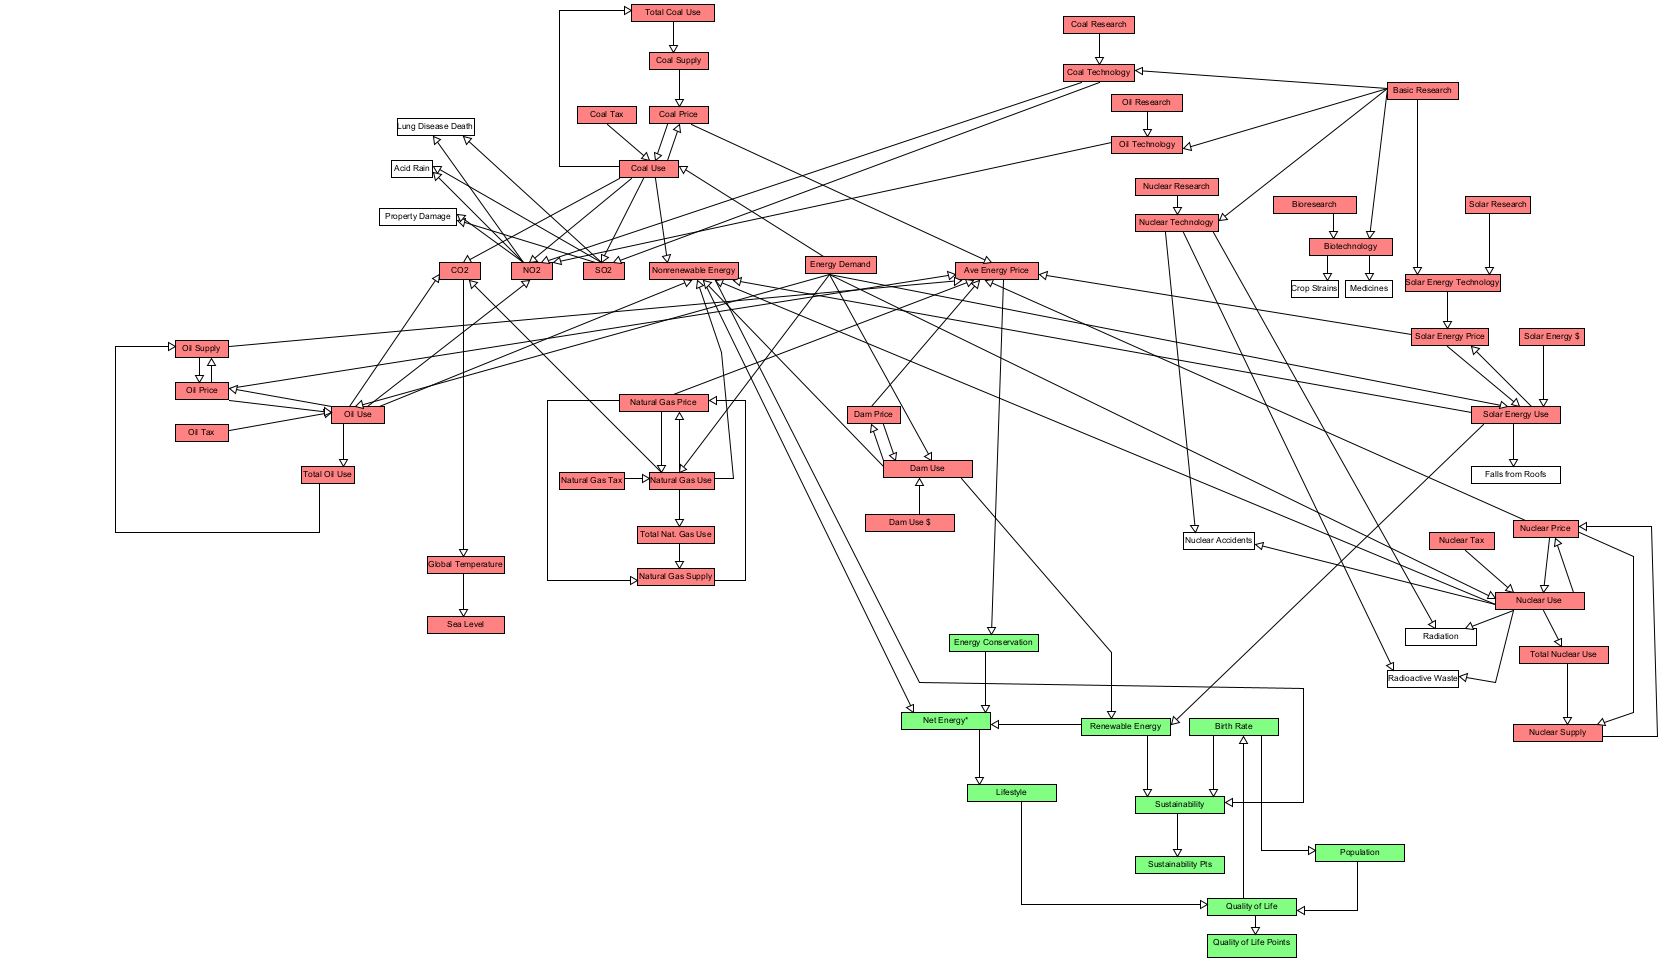 Total Coal Use
Coal Research
Coal Supply
Coal Technology
Basic Research
Oil Research
Coal Tax
Coal Price
Lung Disease Death
Oil Technology
Acid Rain
Coal Use
Nuclear Research
Bioresearch
Solar Research
Property Damage
Nuclear Technology
Biotechnology
CO2
NO2
SO2
Nonrenewable Energy
Energy Demand
Ave Energy Price
Solar Energy Technology
Crop Strains
Medicines
Solar Energy Price
Solar Energy $
Oil Supply
Oil Price
Natural Gas Price
Oil Use
Dam Price
Solar Energy Use
Oil Tax
Dam Use
Total Oil Use
Natural Gas Tax
Natural Gas Use
Falls from Roofs
Dam Use $
Nuclear Price
Total Nat. Gas Use
Nuclear Accidents
Nuclear Tax
Global Temperature
Natural Gas Supply
Nuclear Use
Sea Level
Radiation
Energy Conservation
Total Nuclear Use
Radioactive Waste
Net Energy*
Renewable Energy
Birth Rate
Nuclear Supply
Lifestyle
Sustainability
Population
Sustainability Pts
Quality of Life
Quality of Life Points